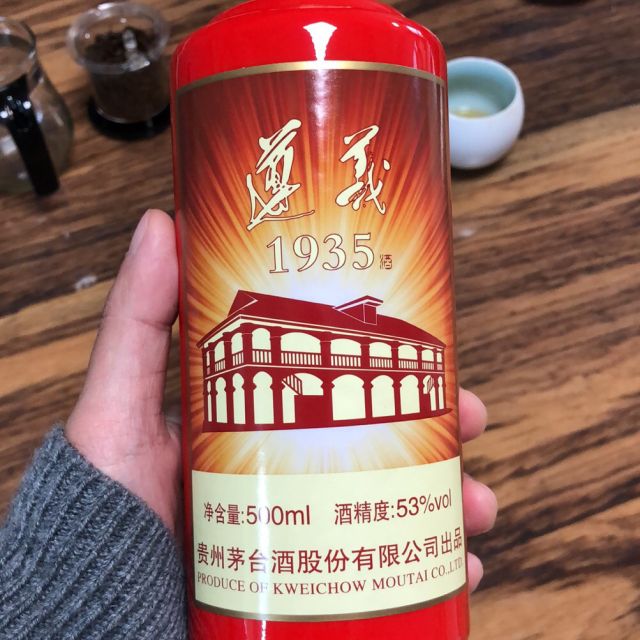 遵义
1935酒
净含量:500ml 酒精度:53%vol
贵州茅台酒股份有限公司出品
PRODUCE OF KWEICHOW MOUTAI CO.,LTD